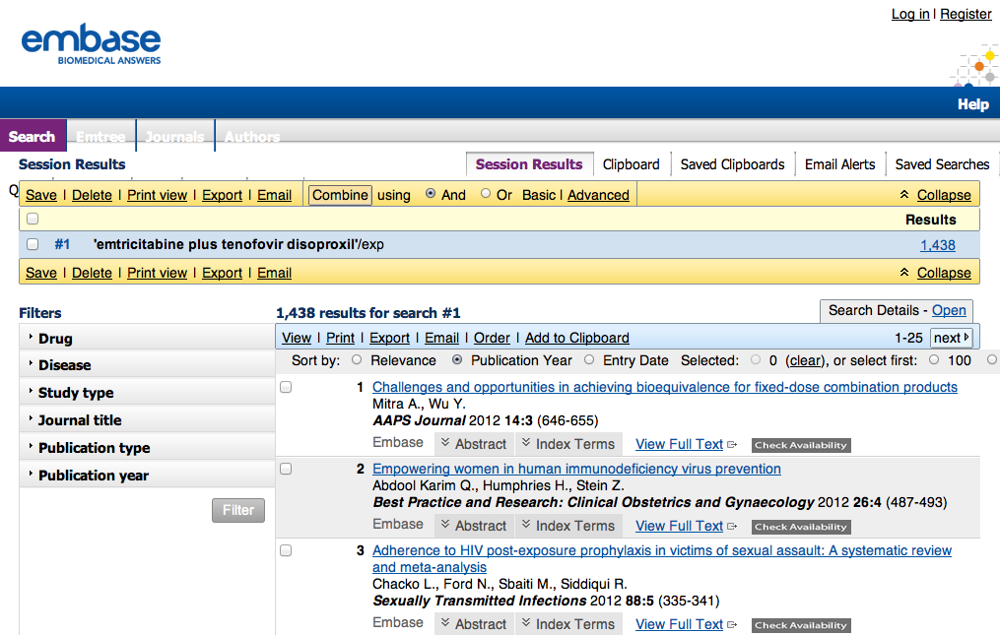 Log in | Register
embase
BIOMEDICAL ANSWERS
Help
Search Emtree Journals Authors
Session Results
Session Results Clipboard Saved Clipboards Email Alerts Saved Searches
Q
Save | Delete | Print view | Export | Email Combine using And Or Basic | Advanced Collapse
Results
#1 'emtricitabine plus tenofovir disoproxil'/exp 1,438
Save | Delete | Print view | Export | Email Collapse
Filters
Drug
Disease
Study type
Journal title
Publication type
Publication year
Filter
1,438 results for search #1 Search Details - Open
View | Print | Export | Email | Order | Add to Clipboard 1-25 next
Sort by: Relevance Publication Year Entry Date Selected: 0 (clear), or select first: 100
1 Challenges and opportunities in achieving bioequivalence for fixed-dose combination products
Mitra A., Wu Y.
AAPS Journal 2012 14:3 (646-655)
Embase Abstract Index Terms View Full Text Check Availability
2 Empowering women in human immunodeficiency virus prevention
Abdool Karim Q., Humphries H., Stein Z.
Best Practice and Research: Clinical Obstetrics and Gynaecology 2012 26:4 (487-493)
Embase Abstract Index Terms View Full Text Check Availability
3 Adherence to HIV post-exposure prophylaxis in victims of sexual assault: A systematic review
and meta-analysis
Chacko L., Ford N., Sbaiti M., Siddiqui R.
Sexually Transmitted Infections 2012 88:5 (335-341)
Embase Abstract Index Terms View Full Text Check Availability